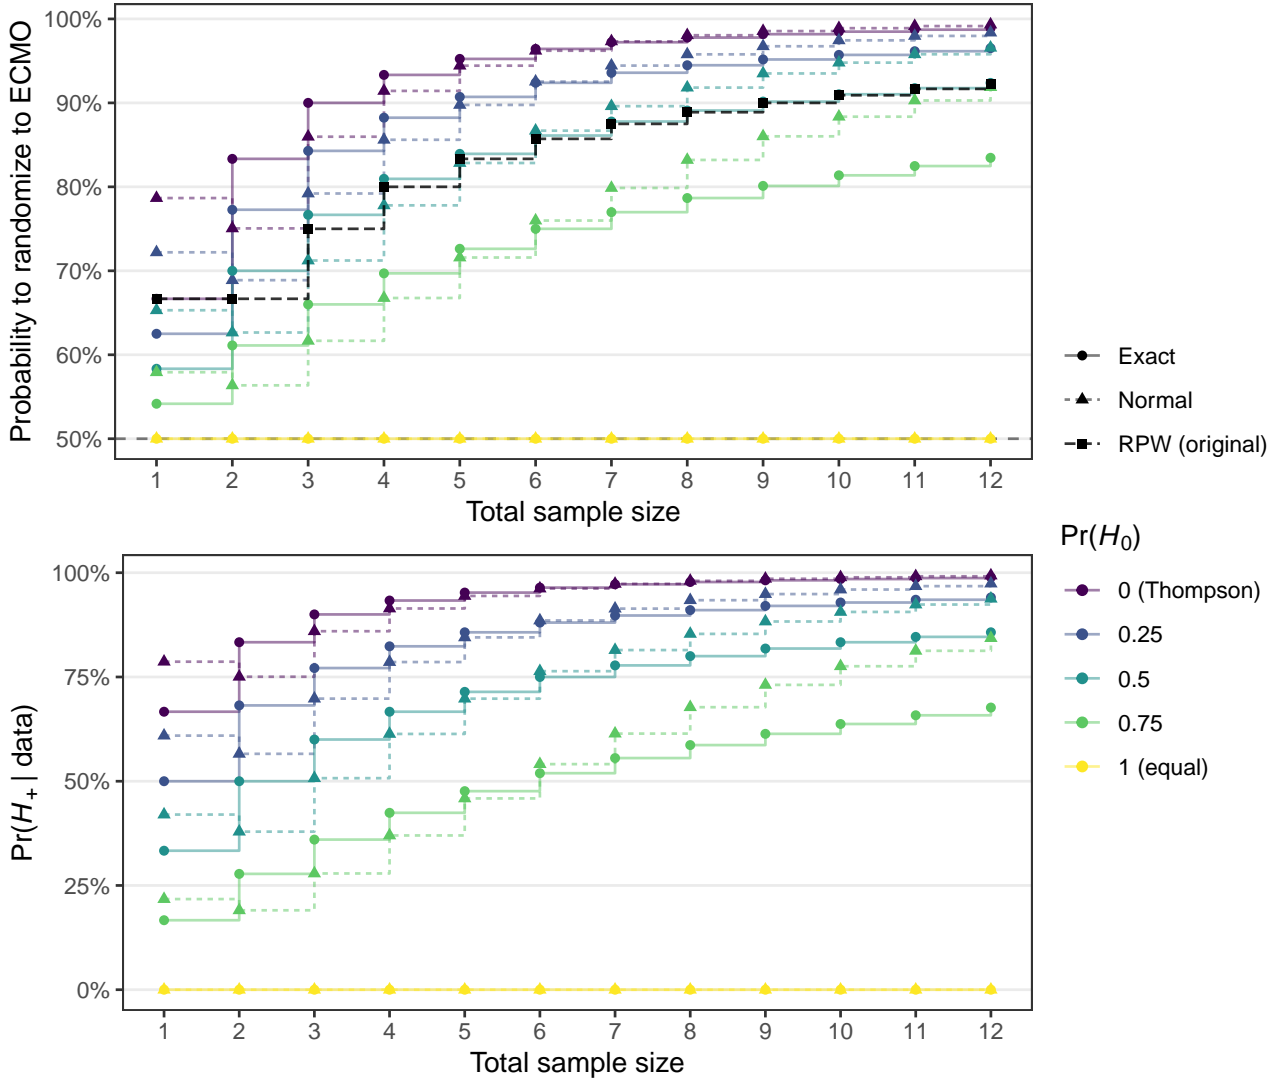 Probability to randomize to ECMO
100%
90%
80%
70%
60%
50%
1 2 3 4 5 6 7 8 9 10 11 12
Total sample size
Exact
Normal
RPW (original)
Pr(H0)
0 (Thompson)
0.25
0.5
0.75
1 (equal)
Pr(H+ | data)
100%
75%
50%
25%
0%
1 2 3 4 5 6 7 8 9 10 11 12
Total sample size